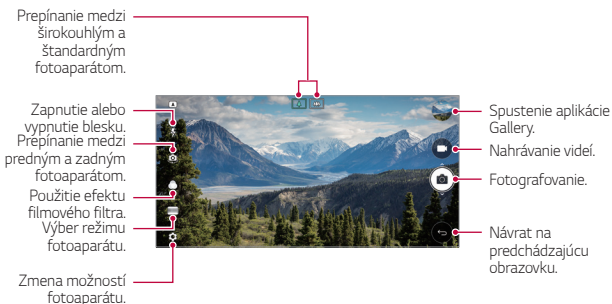 Prepínanie medzi
širokouhlým a
štandardným
fotoaparátom.
Zapnutie alebo
vypnutie blesku.
Prepínanie medzi
predným a zadným
fotoaparátom.
Použitie efektu
filmového filtra.
Výber režimu
fotoaparátu.
Zmena možností
fotoaparátu.
Spustenie aplikácie
Gallery.
Nahrávanie videí.
Fotografovanie.
Návrat na
predchádzajúcu
obrazovku.